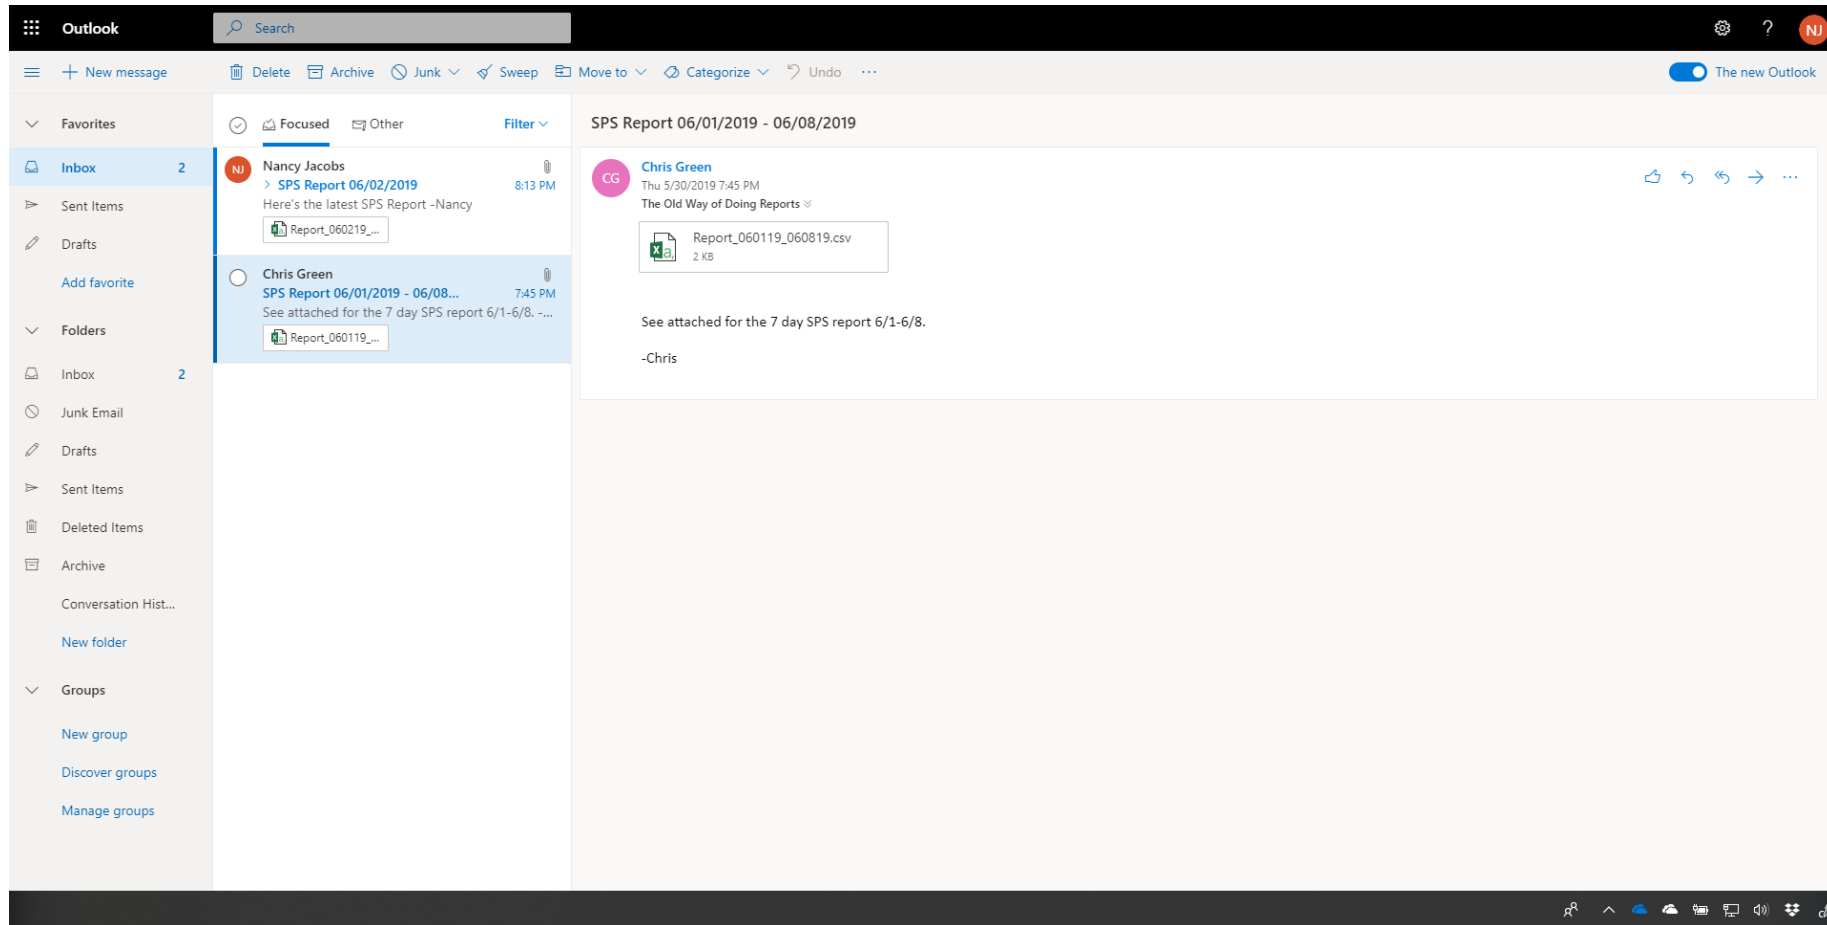 Outlook
Search
?
NJ
New message
Delete
Archive
Junk
Sweep
Move to
Categorize
Undo
...
The new Outlook
Favorites
Inbox 2
Sent Items
Drafts
Add favorite
Folders
Inbox 2
Junk Email
Drafts
Sent Items
Deleted Items
Archive
Conversation Hist...
New folder
Groups
New group
Discover groups
Manage groups
Focused
Other
Filter
NJ
Nancy Jacobs
> SPS Report 06/02/2019 8:13 PM
Here's the latest SPS Report -Nancy
Report_060219_...
Chris Green
SPS Report 06/01/2019 - 06/08... 7:45 PM
See attached for the 7 day SPS report 6/1-6/8. -...
Report_060119_...
SPS Report 06/01/2019 - 06/08/2019
CG
Chris Green
Thu 5/30/2019 7:45 PM
The Old Way of Doing Reports
Report_060119_060819.csv
2 KB
See attached for the 7 day SPS report 6/1-6/8.
-Chris